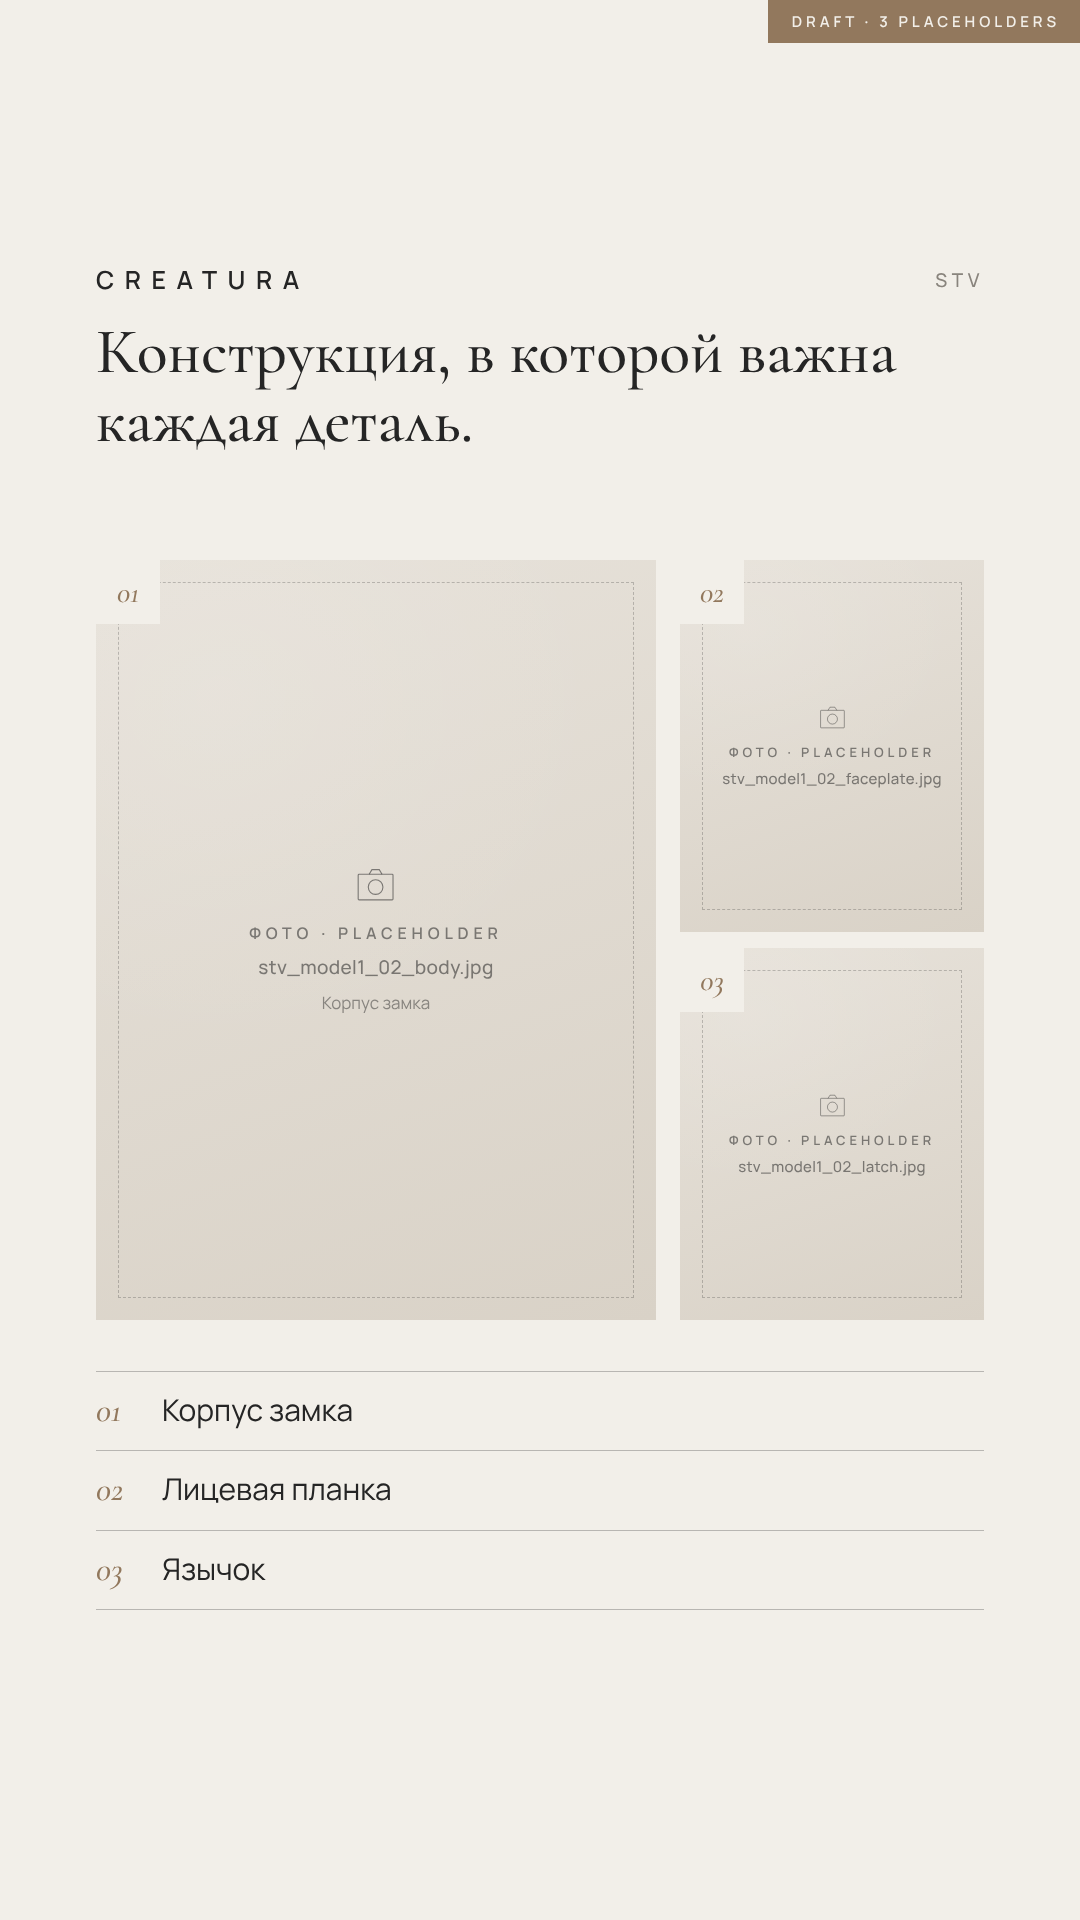 DRAFT · 3 PLACEHOLDERS
CREATURA
STV
Конструкция, в которой важна
каждая деталь.
01
ФОТО · PLACEHOLDER
stv_model1_02_body.jpg
Корпус замка
02
ФОТО · PLACEHOLDER
stv_model1_02_faceplate.jpg
03
ФОТО · PLACEHOLDER
stv_model1_02_latch.jpg
01 Корпус замка
02 Лицевая планка
03 Язычок